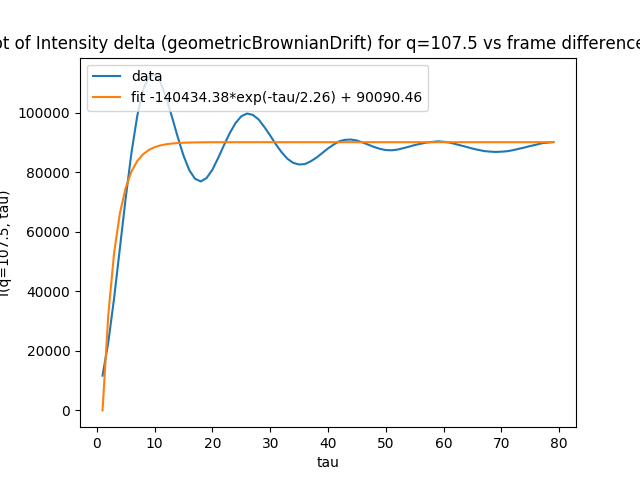 ot of Intensity delta (geometricBrownianDrift) for q=107.5 vs frame difference
data
fit -140434.38*exp(-tau/2.26) + 90090.46
100000
80000
60000
40000
20000
0
I(q=107.5, tau)
0 10 20 30 40 50 60 70 80
tau